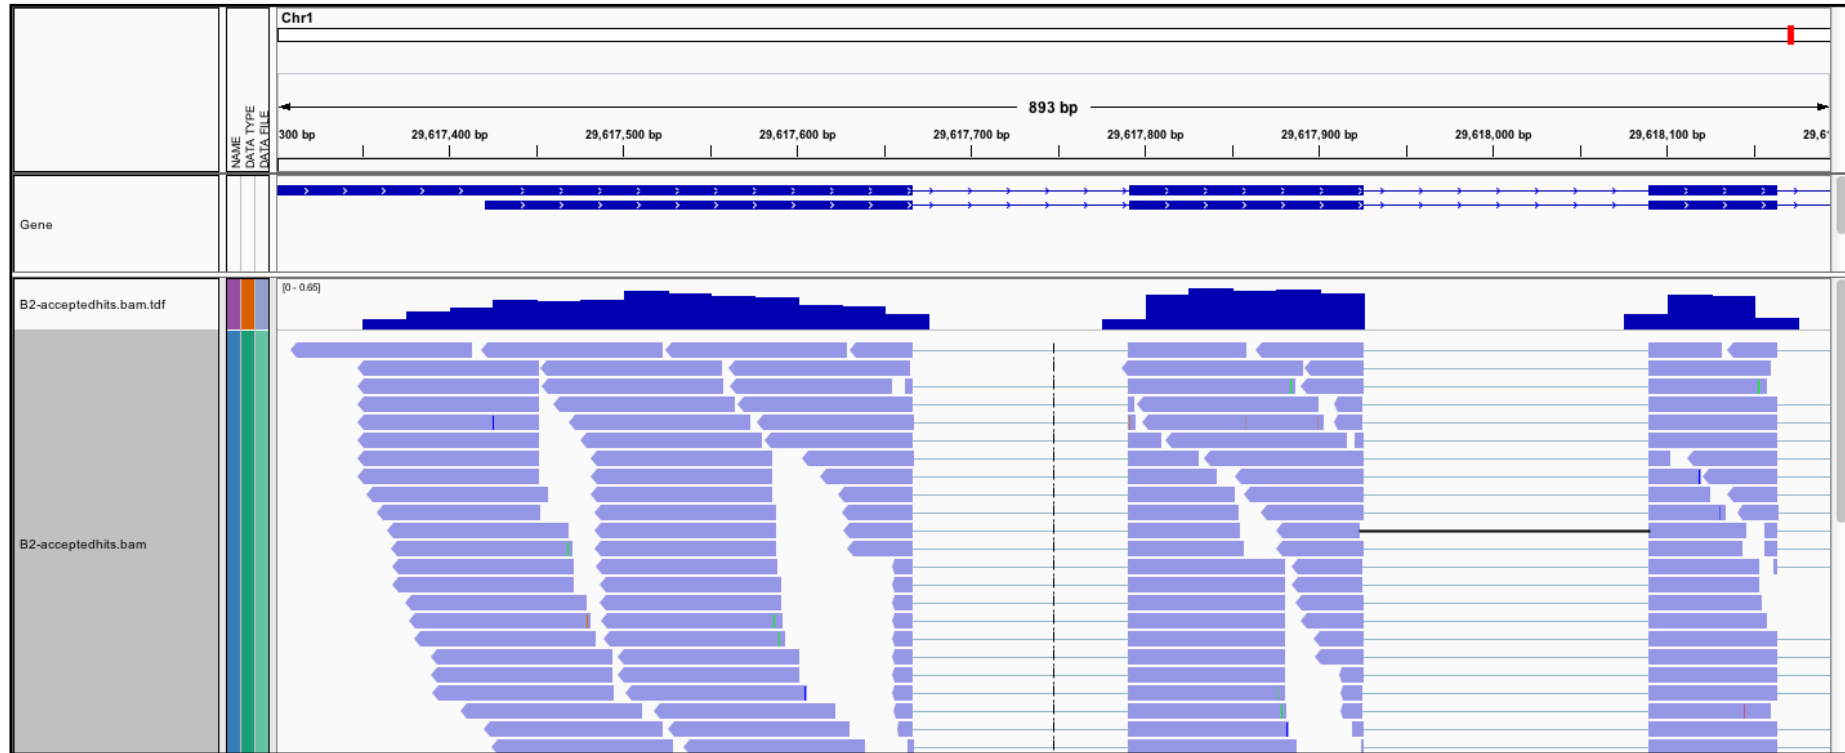 Chr1
893 bp
300 bp 29,617,400 bp 29,617,500 bp 29,617,600 bp 29,617,700 bp 29,617,800 bp 29,617,900 bp 29,618,000 bp 29,618,100 bp 29,6
NAME
DATA TYPE
DATA FILE
Gene
B2-acceptedhits.bam.tdf
[0 - 0.65]
B2-acceptedhits.bam